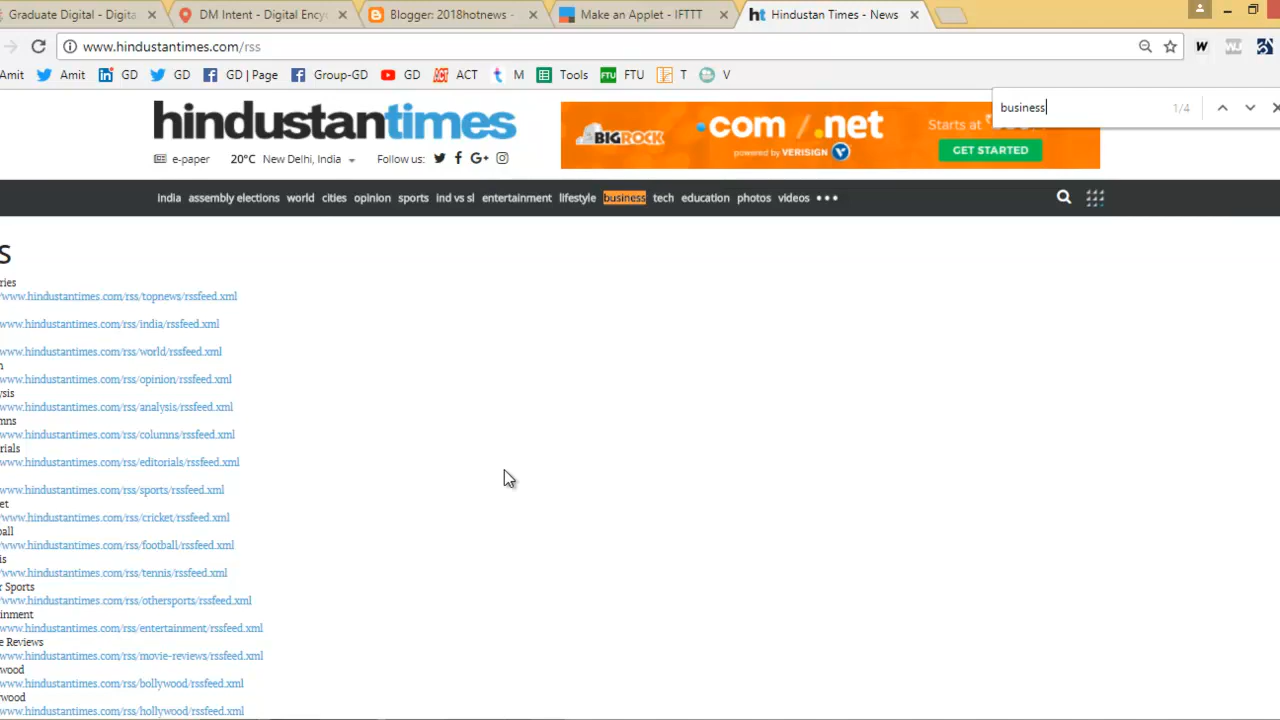 Graduate Digital - Digita
DM Intent - Digital Ency
Blogger: 2018hotnews -
Make an Applet - IFTTT
ht Hindustan Times - News
www.hindustantimes.com/rss
Amit Amit GD GD GD | Page Group-GD GD ACT M Tools FTU FTU T V
business 1/4
hindustantimes
BIGROCK .com / .net Starts at
powered by VERISIGN GET STARTED
e-paper 20°C New Delhi, India Follow us:
India assembly elections world cities opinion sports ind vs sl entertainment lifestyle business tech education photos videos
S
ries
/www.hindustantimes.com/rss/topnews/rssfeed.xml
www.hindustantimes.com/rss/india/rssfeed.xml
www.hindustantimes.com/rss/world/rssfeed.xml
n
www.hindustantimes.com/rss/opinion/rssfeed.xml
ysis
www.hindustantimes.com/rss/analysis/rssfeed.xml
mns
www.hindustantimes.com/rss/columns/rssfeed.xml
rials
www.hindustantimes.com/rss/editorials/rssfeed.xml
www.hindustantimes.com/rss/sports/rssfeed.xml
et
/www.hindustantimes.com/rss/cricket/rssfeed.xml
ball
/www.hindustantimes.com/rss/football/rssfeed.xml
is
/www.hindustantimes.com/rss/tennis/rssfeed.xml
r Sports
/www.hindustantimes.com/rss/othersports/rssfeed.xml
inment
www.hindustantimes.com/rss/entertainment/rssfeed.xml
e Reviews
/www.hindustantimes.com/rss/movie-reviews/rssfeed.xml
wood
/www.hindustantimes.com/rss/bollywood/rssfeed.xml
wood
/www.hindustantimes.com/rss/hollywood/rssfeed.xml